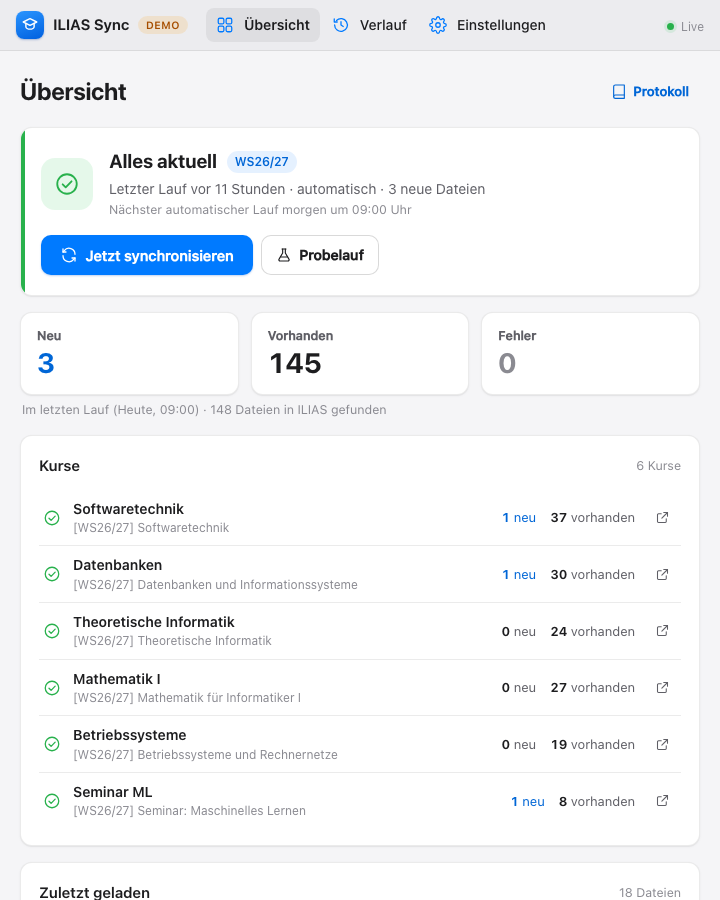 ILIAS Sync DEMO Übersicht Verlauf Einstellungen Live
Übersicht Protokoll
Alles aktuell WS26/27
Letzter Lauf vor 11 Stunden · automatisch · 3 neue Dateien
Nächster automatischer Lauf morgen um 09:00 Uhr
Jetzt synchronisieren Probelauf
Neu Vorhanden Fehler
3 145 0
Im letzten Lauf (Heute, 09:00) · 148 Dateien in ILIAS gefunden
Kurse 6 Kurse
Softwaretechnik
[WS26/27] Softwaretechnik
1 neu 37 vorhanden
Datenbanken
[WS26/27] Datenbanken und Informationssysteme
1 neu 30 vorhanden
Theoretische Informatik
[WS26/27] Theoretische Informatik
0 neu 24 vorhanden
Mathematik I
[WS26/27] Mathematik für Informatiker I
0 neu 27 vorhanden
Betriebssysteme
[WS26/27] Betriebssysteme und Rechnernetze
0 neu 19 vorhanden
Seminar ML
[WS26/27] Seminar: Maschinelles Lernen
1 neu 8 vorhanden
Zuletzt geladen 18 Dateien